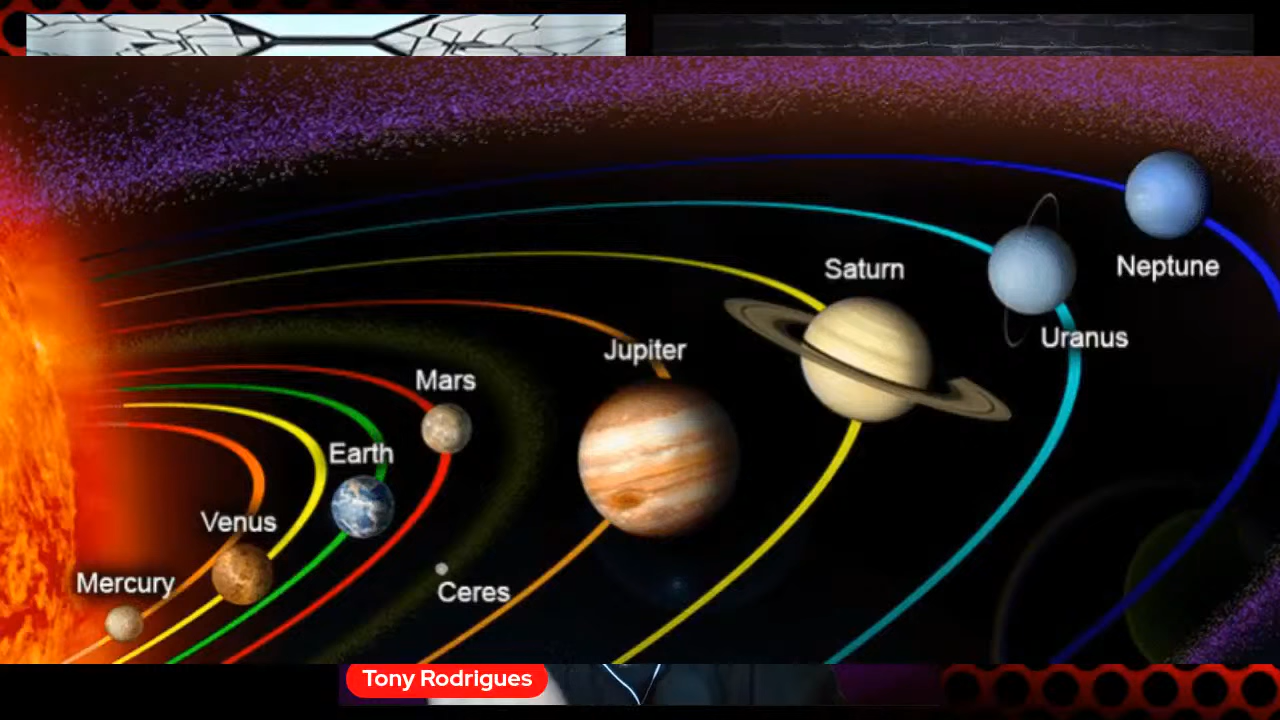 Neptune
Saturn
Uranus
Jupiter
Mars
Earth
Venus
Mercury
Ceres
Tony Rodrigues